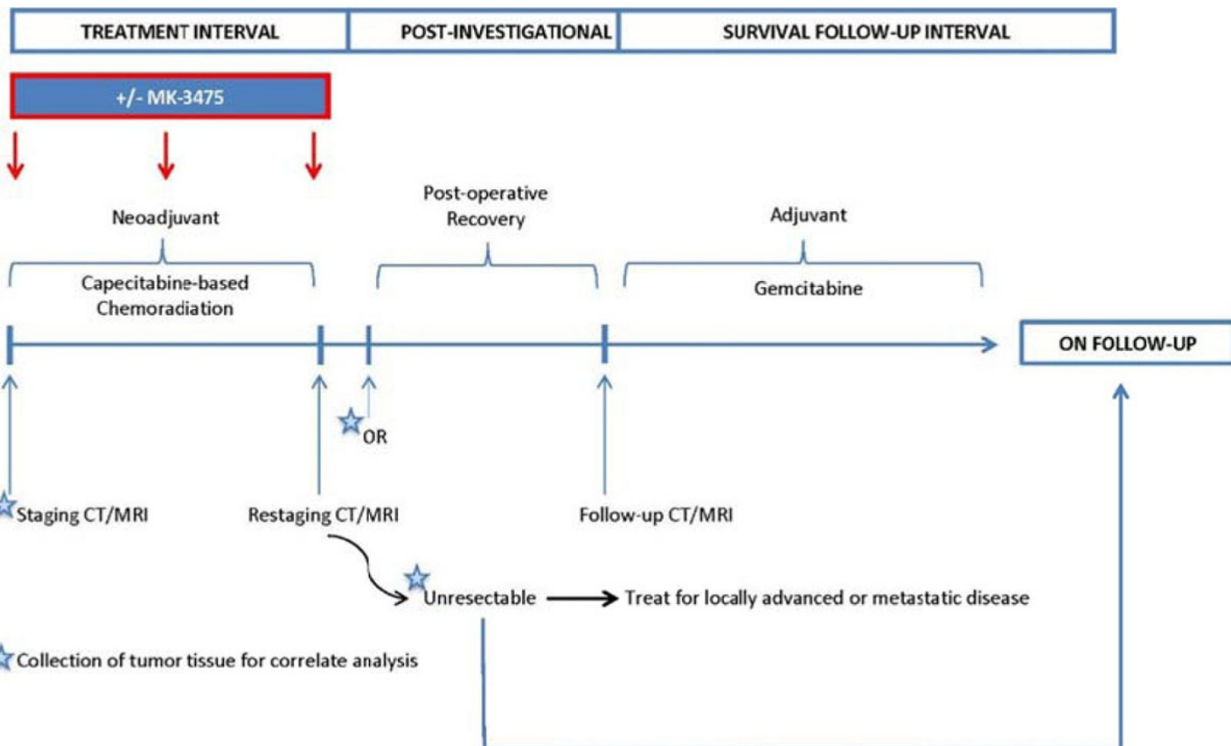 TREATMENT INTERVAL
POST-INVESTIGATIONAL
SURVIVAL FOLLOW-UP INTERVAL
+/- MK-3475
Neoadjuvant
Post-operative
Recovery
Adjuvant
Capecitabine-based
Chemoradiation
Gemcitabine
ON FOLLOW-UP
OR
Staging CT/MRI
Restaging CT/MRI
Follow-up CT/MRI
Unresectable
Treat for locally advanced or metastatic disease
Collection of tumor tissue for correlate analysis